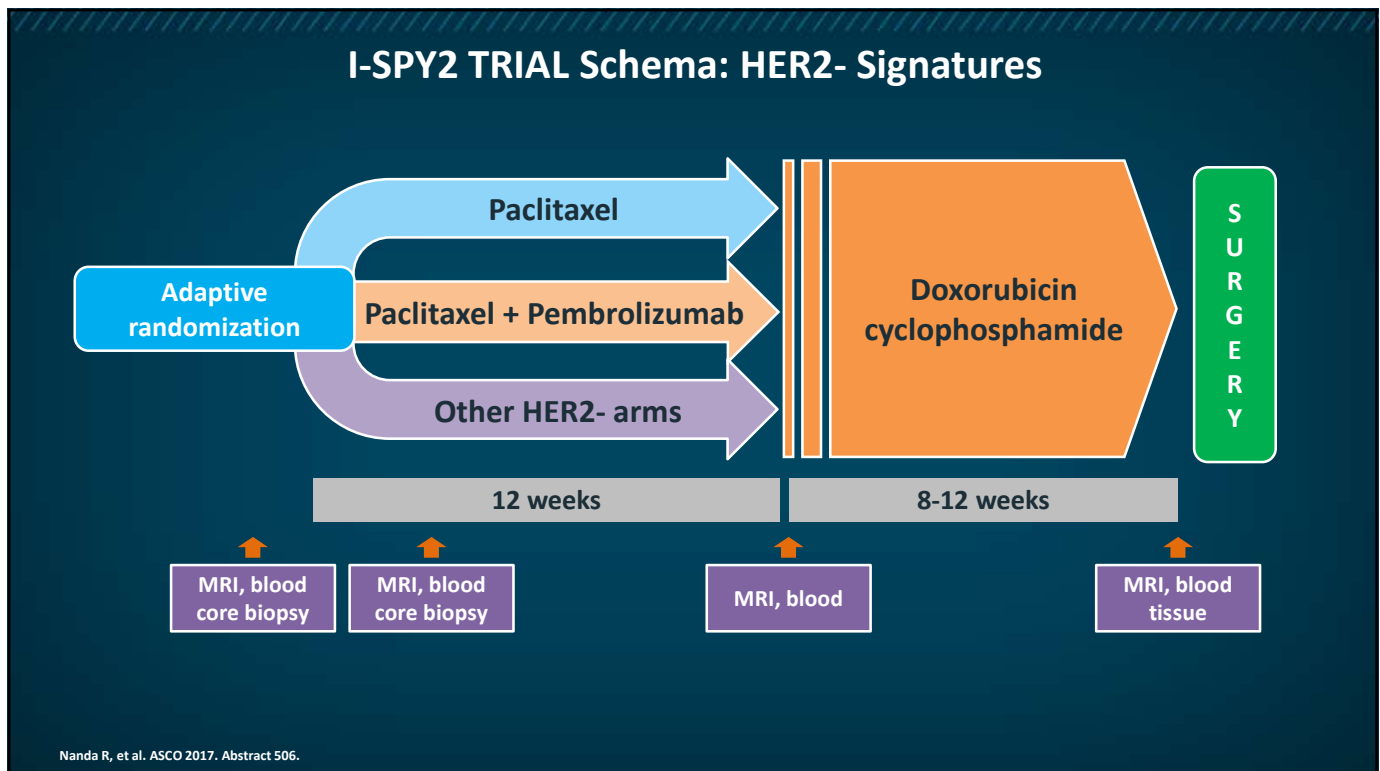 I-SPY2 TRIAL Schema: HER2- Signatures
Paclitaxel
Adaptive
randomization
Paclitaxel + Pembrolizumab
Other HER2- arms
Doxorubicin
cyclophosphamide
S
U
R
G
E
R
Y
12 weeks
8-12 weeks
MRI, blood
core biopsy
MRI, blood
core biopsy
MRI, blood
MRI, blood
tissue
Nanda R, et al. ASCO 2017. Abstract 506.